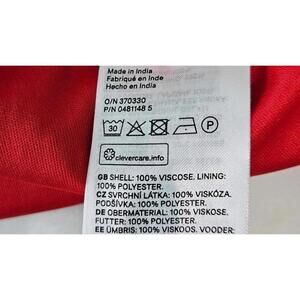 Made in India
Fabriqué en Inde
Hecho en India
O/N 370330
P/N 0481148 5
30
P
clevercare.info
GB SHELL: 100% VISCOSE. LINING:
100% POLYESTER.
CZ SVRCHNÍ LÁTKA: 100% VISKÓZA.
PODŠÍVKA: 100% POLYESTER.
DE OBERMATERIAL: 100% VISKOSE.
FUTTER: 100% POLYESTER.
EE ÜMBRIS: 100% VISKOOS. VOODER: